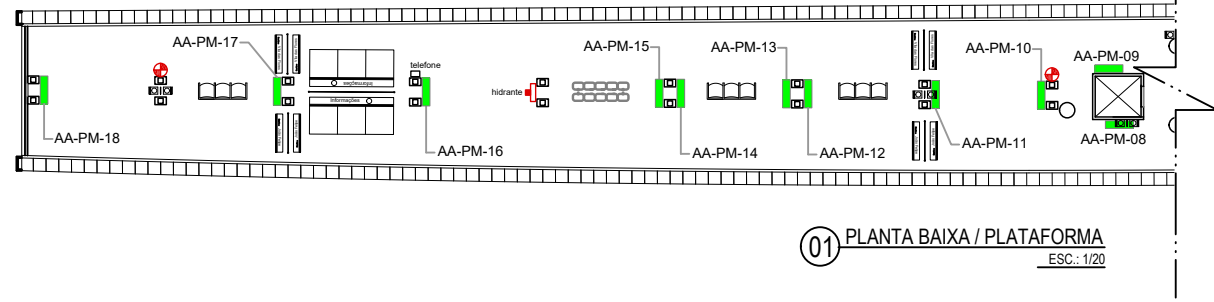 AA-PM-17
telefone
AA-PM-15
AA-PM-13
AA-PM-10
AA-PM-09
Informações
Informações
hidrante
AA-PM-18
AA-PM-16
AA-PM-14
AA-PM-12
AA-PM-11
AA-PM-08
01 PLANTA BAIXA / PLATAFORMA
ESC.: 1/20